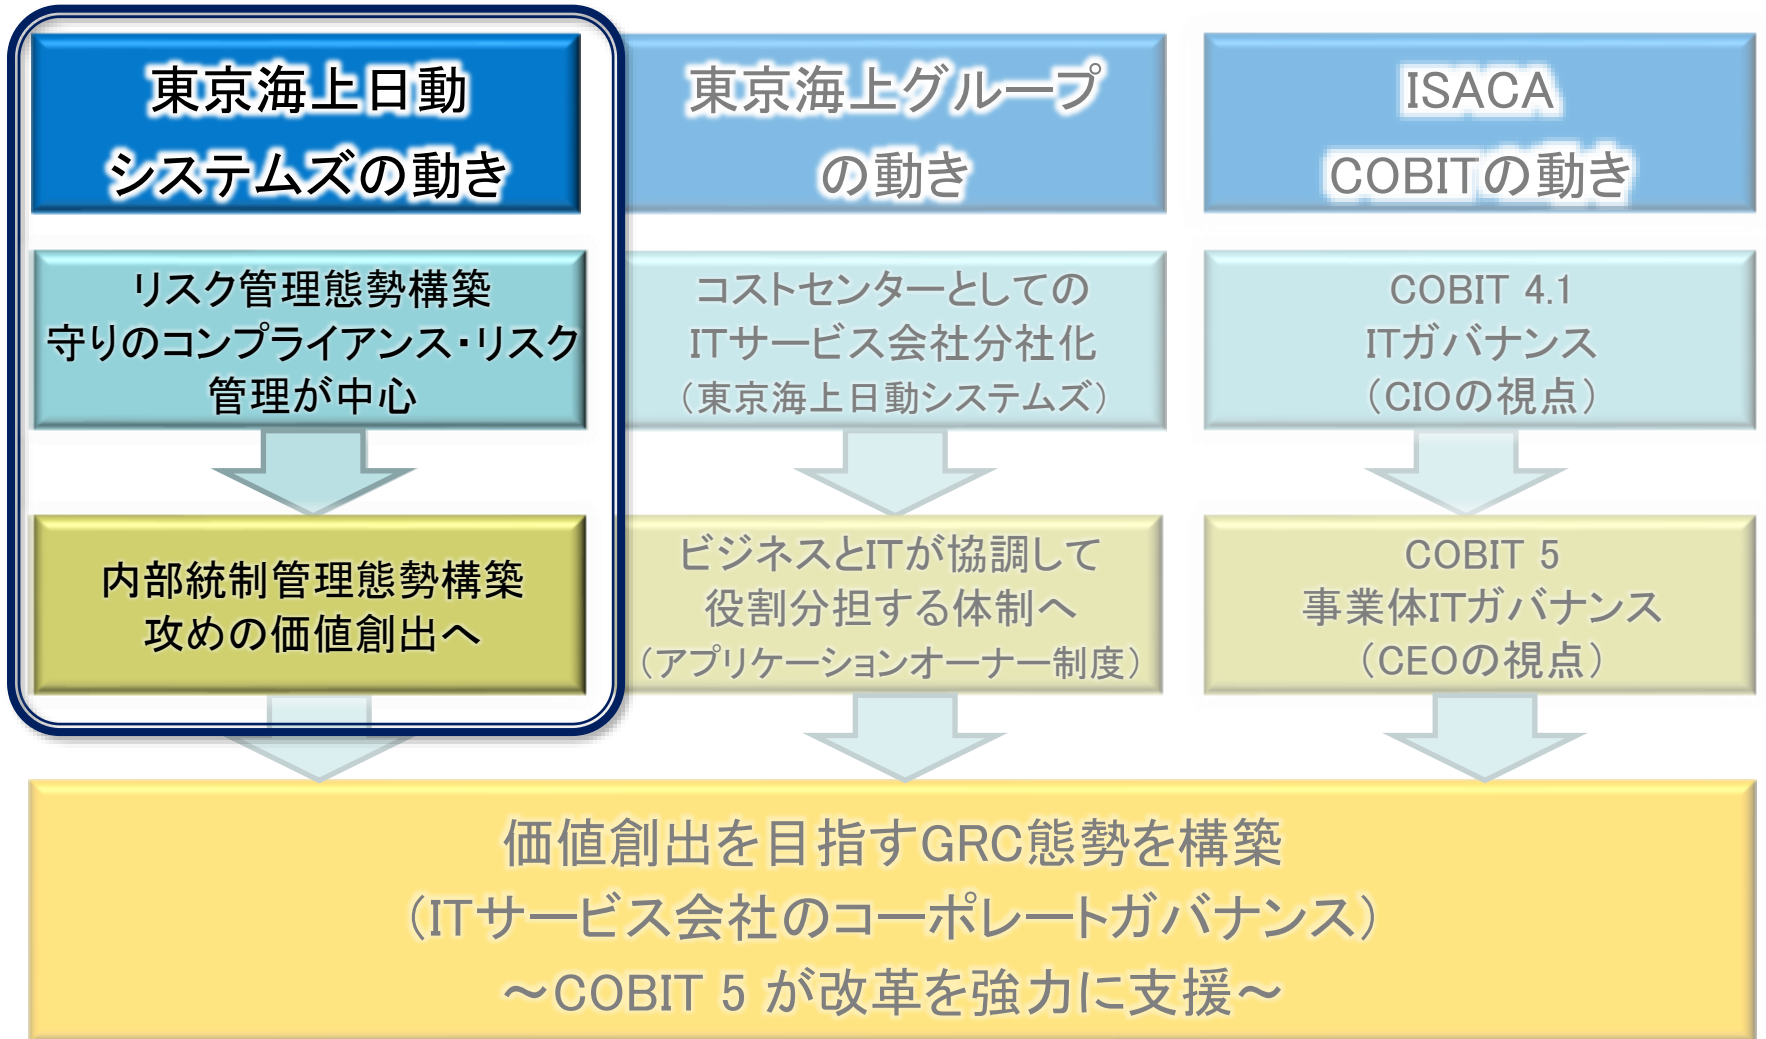 東京海上日動
システムズの動き
リスク管理態勢構築
守りのコンプライアンス・リスク
管理が中心
内部統制管理態勢構築
攻めの価値創出へ
東京海上グループ
の動き
コストセンターとしての
ITサービス会社分社化
（東京海上日動システムズ）
ビジネスとITが協調して
役割分担する体制へ
（アプリケーションオーナー制度）
ISACA
COBITの動き
COBIT 4.1
ITガバナンス
（CIOの視点）
COBIT 5
事業体ITガバナンス
（CEOの視点）
価値創出を目指すGRC態勢を構築
（ITサービス会社のコーポレートガバナンス）
～COBIT 5 が改革を強力に支援～